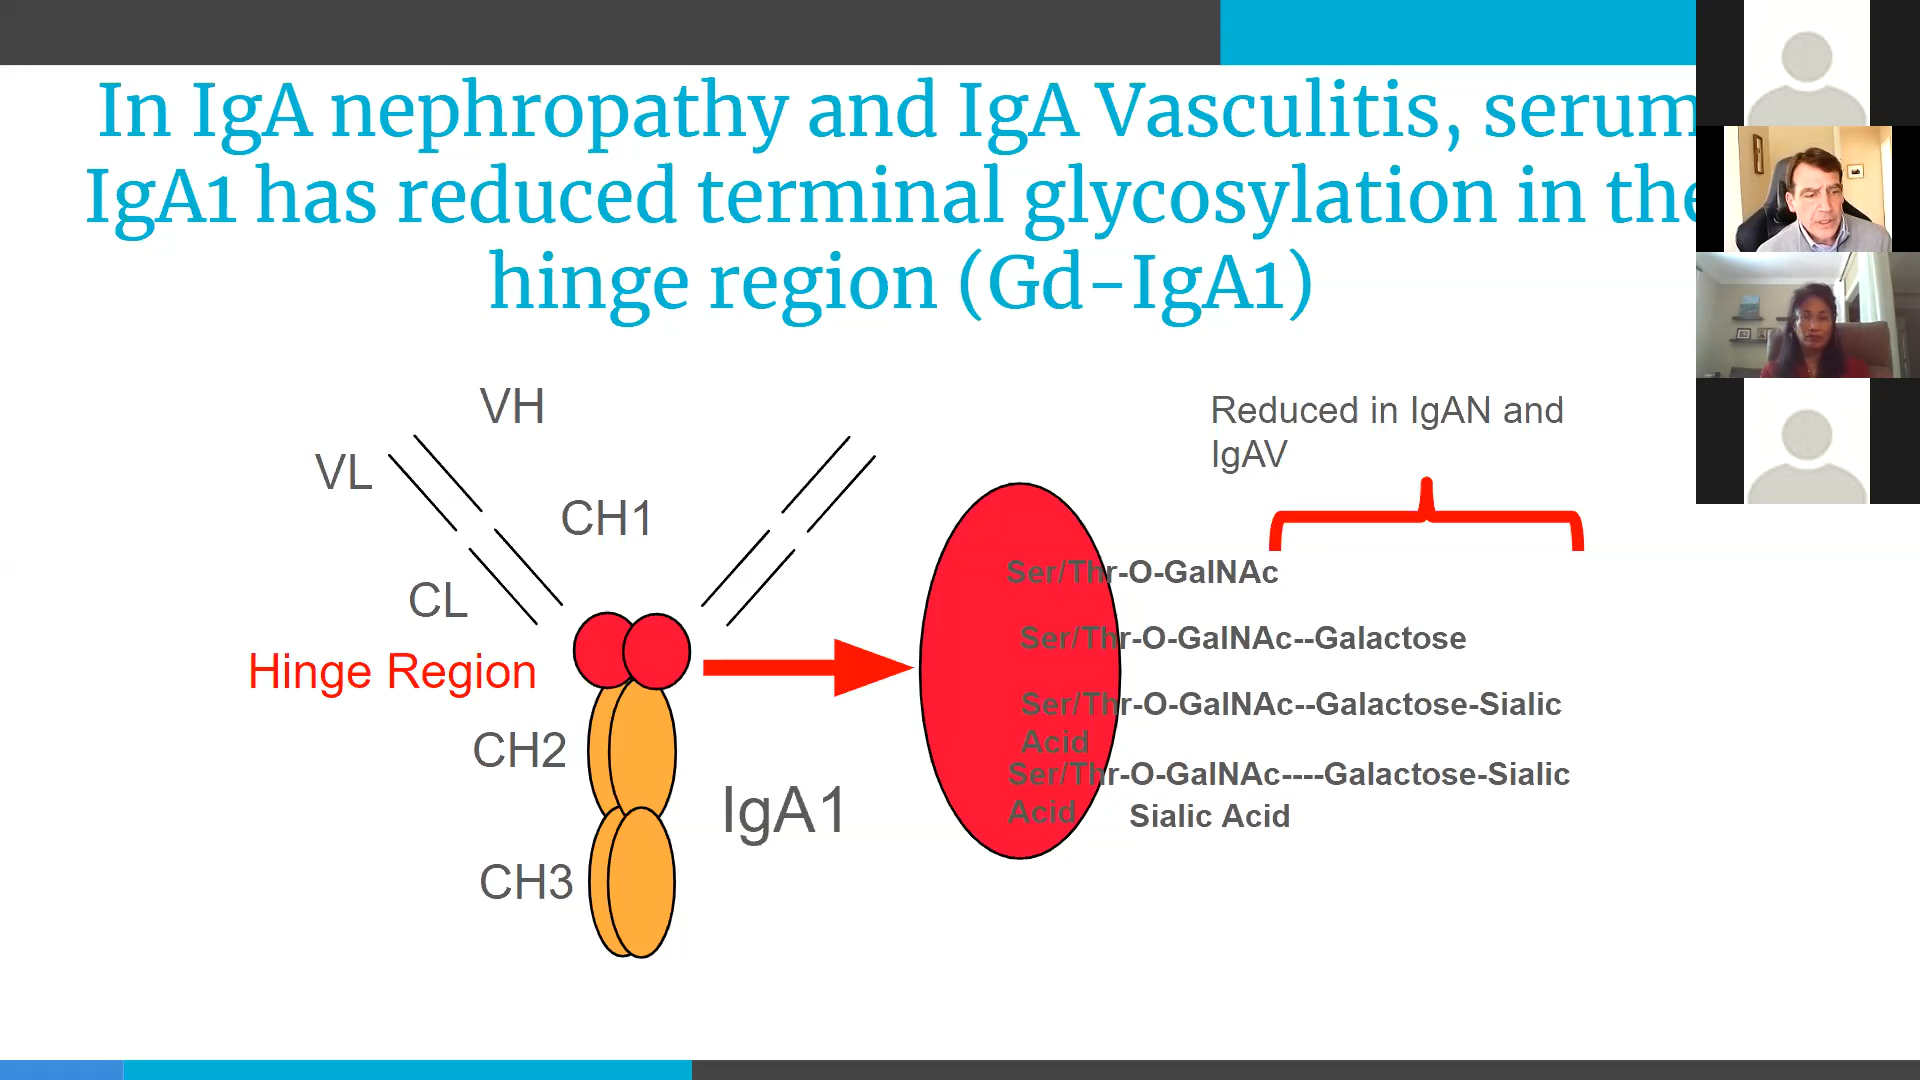 In IgA nephropathy and IgA Vasculitis, serum
IgA1 has reduced terminal glycosylation in the
hinge region (Gd-IgA1)
VH
VL
CH1
CL
Hinge Region
CH2
CH3
IgA1
Reduced in IgAN and
IgAV
Ser/Thr-O-GalNAc
Ser/Thr-O-GalNAc--Galactose
Ser/Thr-O-GalNAc--Galactose-Sialic
Acid
Ser/Thr-O-GalNAc----Galactose-Sialic
Acid Sialic Acid